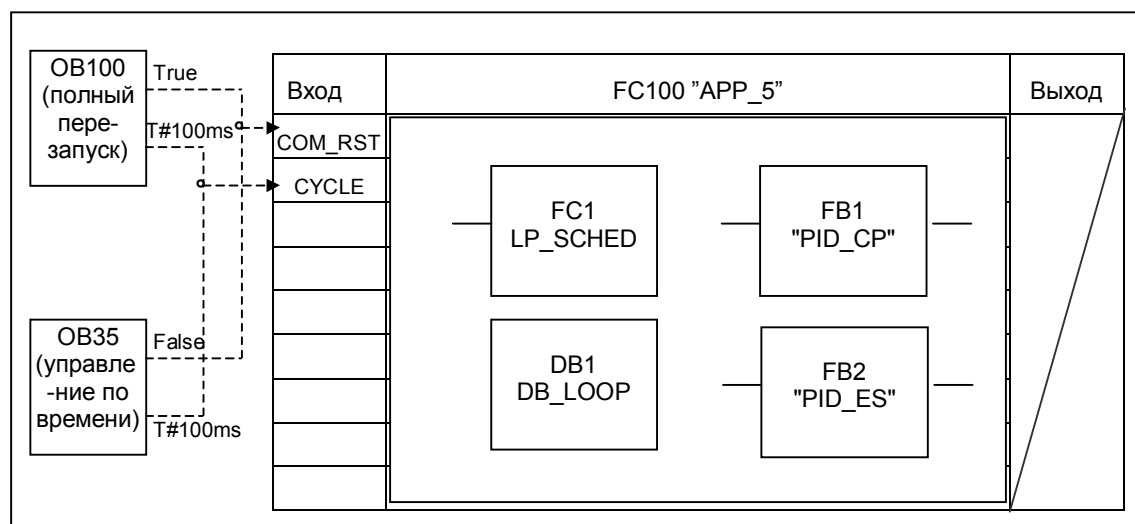 OB100
(полный
пере-
запуск)
True
T#100ms
Вход
FC100 "APP_5"
Выход
COM_RST
CYCLE
FC1
LP_SCHED
FB1
"PID_CP"
OB35
(управле
-ние по
времени)
False
T#100ms
DB1
DB_LOOP
FB2
"PID_ES"